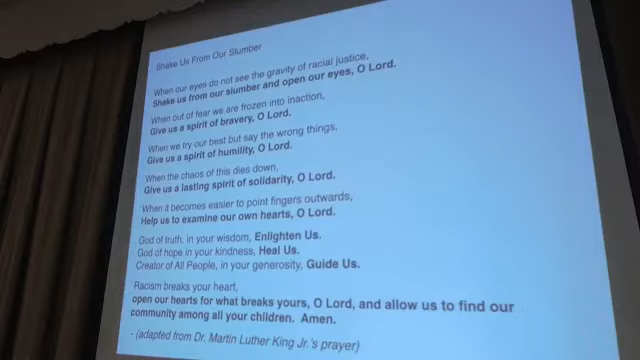 Shake Us From Our Slumber
When our eyes do not see the gravity of racial justice,
Shake us from our slumber and open our eyes, O Lord.
When out of fear we are frozen into inaction,
Give us a spirit of bravery, O Lord.
When we try our best but say the wrong things,
Give us a spirit of humility, O Lord.
When the chaos of this dies down,
Give us a lasting spirit of solidarity, O Lord.
When it becomes easier to point fingers outwards,
Help us to examine our own hearts, O Lord.
God of truth, in your wisdom, Enlighten Us.
God of hope in your kindness, Heal Us.
Creator of All People, in your generosity, Guide Us.
Racism breaks your heart,
open our hearts for what breaks yours, O Lord, and allow us to find our
community among all your children. Amen.
- (adapted from Dr. Martin Luther King Jr.'s prayer)